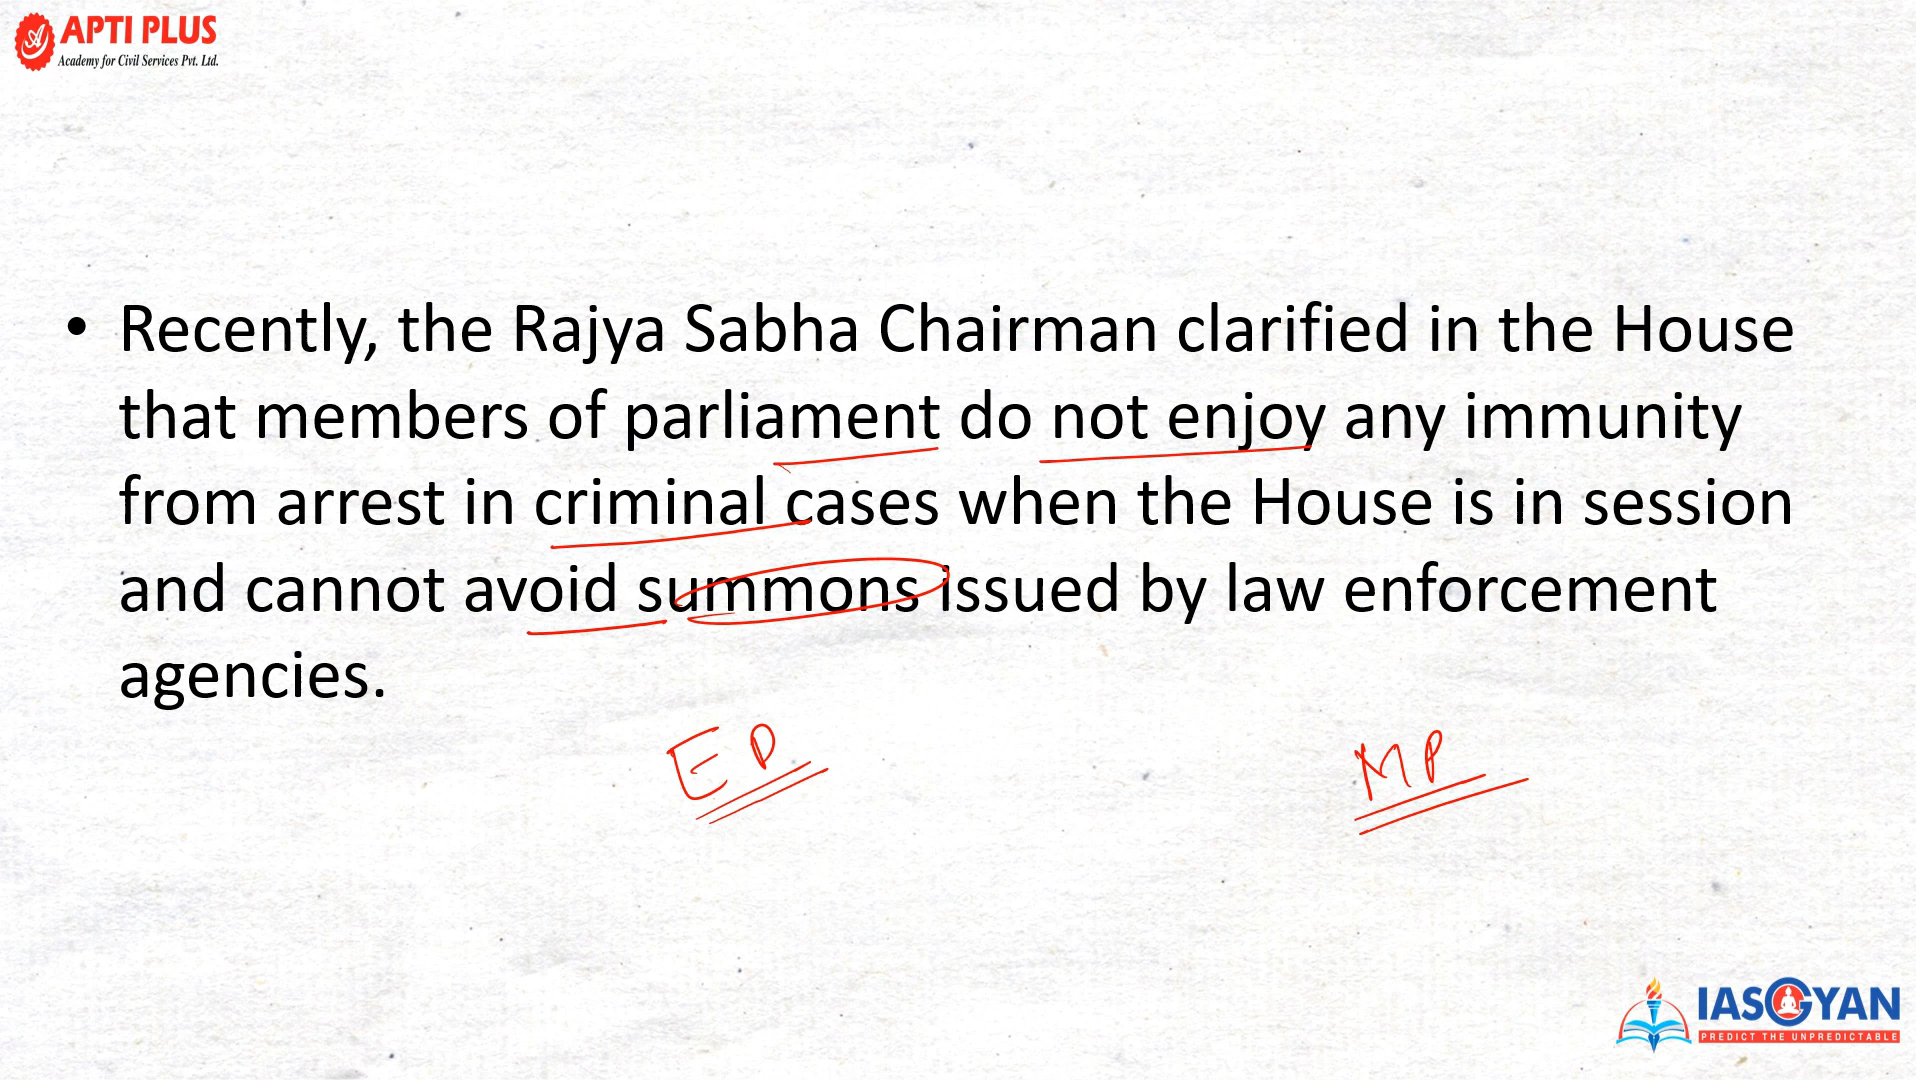 APTI PLUS
Academy for Civil Services Pvt. Ltd.
• Recently, the Rajya Sabha Chairman clarified in the House
that members of parliament do not enjoy any immunity
from arrest in criminal cases when the House is in session
and cannot avoid summons issued by law enforcement
agencies.
ED
MP
IASGYAN
PREDICT THE UNPREDICTABLE